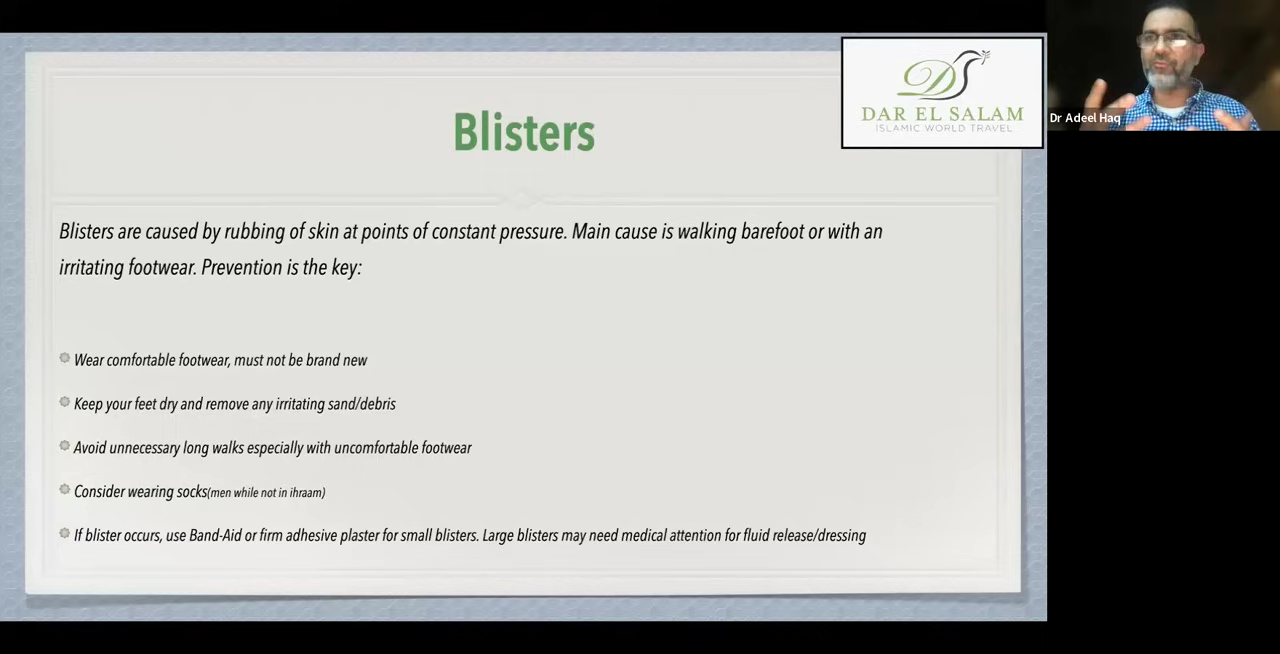 Blisters
DAR EL SALAM
ISLAMIC WORLD TRAVEL
Dr Adeel Haq
Blisters are caused by rubbing of skin at points of constant pressure. Main cause is walking barefoot or with an
irritating footwear. Prevention is the key:
Wear comfortable footwear, must not be brand new
Keep your feet dry and remove any irritating sand/debris
Avoid unnecessary long walks especially with uncomfortable footwear
Consider wearing socks(men while not in ihraam)
If blister occurs, use Band-Aid or firm adhesive plaster for small blisters. Large blisters may need medical attention for fluid release/dressing